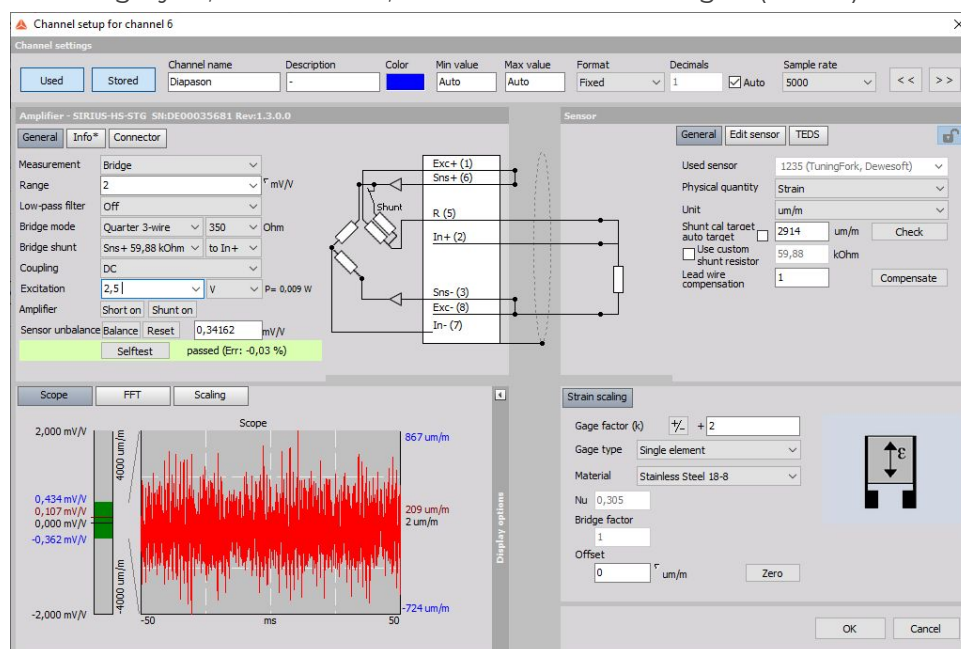 Channel setup for channel 6
Channel settings
Used Stored
Channel name Description Color Min value Max value Format Decimals Sample rate
Diapason - Auto Auto Fixed 1 Auto 5000 << >>
Amplifier - SIRIUS-HS-STG SN:DE00035681 Rev:1.3.0.0
General Info* Connector
Measurement Bridge
Range 2 mV/V
Low-pass filter Off
Bridge mode Quarter 3-wire 350 Ohm
Bridge shunt Sns+ 59,88 kOhm to In+
Coupling DC
Excitation 2,5 V P= 0,009 W
Amplifier Short on Shunt on
Sensor unbalance Balance Reset 0,34162 mV/V
Selftest passed (Err: -0,03 %)
Shunt
Exc+ (1)
Sns+ (6)
R (5)
In+ (2)
Sns- (3)
Exc- (8)
In- (7)
Sensor
General Edit sensor TEDS
Used sensor 1235 (TuningFork, Dewesoft)
Physical quantity Strain
Unit um/m
Shunt cal target
auto target 2914 um/m Check
Use custom
shunt resistor 59,88 kOhm
Lead wire
compensation 1 Compensate
Scope FFT Scaling
Scope
2,000 mV/V
0,434 mV/V
0,107 mV/V
0,000 mV/V
-0,362 mV/V
-2,000 mV/V
4000 um/m
-4000 um/m
867 um/m
209 um/m
2 um/m
-724 um/m
-50 ms 50
Display options
Strain scaling
Gage factor (k) +/- + 2
Gage type Single element
Material Stainless Steel 18-8
Nu 0,305
Bridge factor
1
Offset
0 um/m Zero
ε
OK Cancel